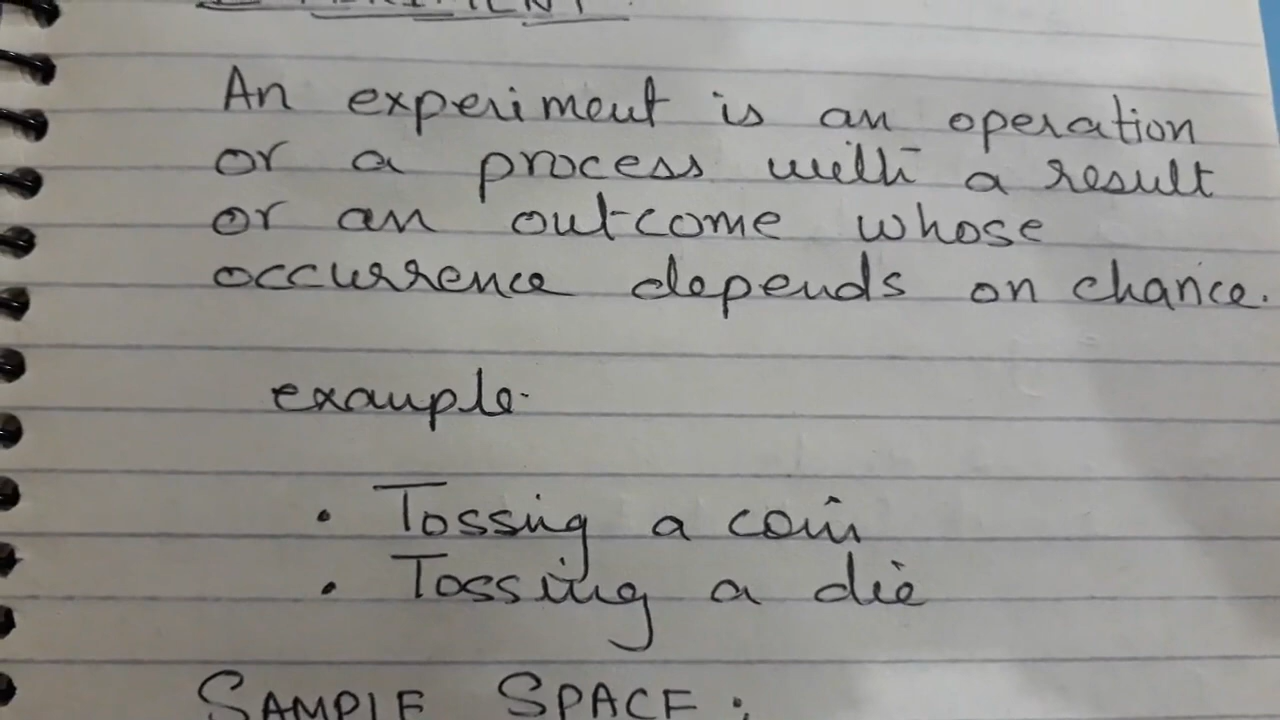 EXPERIMENT:
An experiment is an operation
or a process with a result
or an outcome whose
occurrence depends on chance.
example.
• Tossing a coin
• Tossing a die
SAMPLE SPACE: